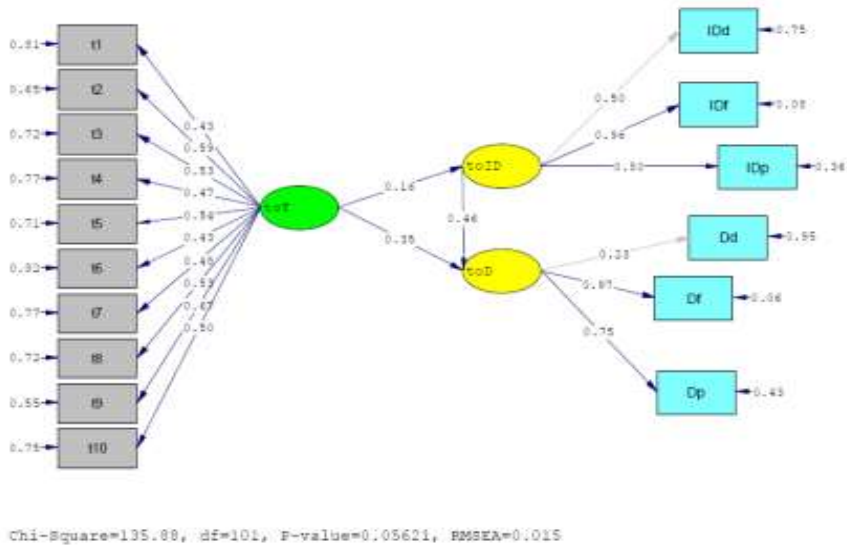 0.81 t1
0.65 t2
0.72 t3
0.77 t4
0.71 t5
0.82 t6
0.77 t7
0.72 t8
0.55 t9
0.75 t10
0.43
0.59
0.53
0.47
0.54
0.43
0.53
0.67
0.50
toT
0.16
0.35
toID
0.46
toD
0.50
0.96
0.80
0.23
0.97
0.75
IDd 0.75
IDf 0.08
IDp 0.36
Dd 0.95
Df 0.06
Dp 0.43
Chi-Square=135.88, df=101, P-value=0.05621, RMSEA=0.015